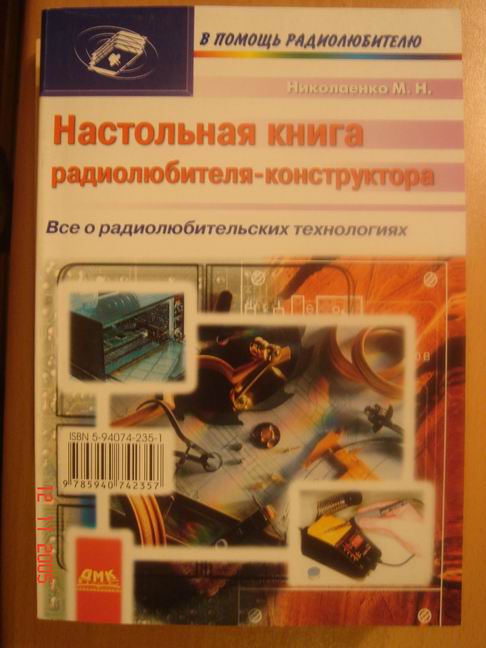 В ПОМОЩЬ РАДИОЛЮБИТЕЛЮ
Николаенко М. Н.
Настольная книга
радиолюбителя-конструктора
Все о радиолюбительских технологиях
ISBN 5-94074-235-1
9 785940 742357
ДМК
12 11 2005